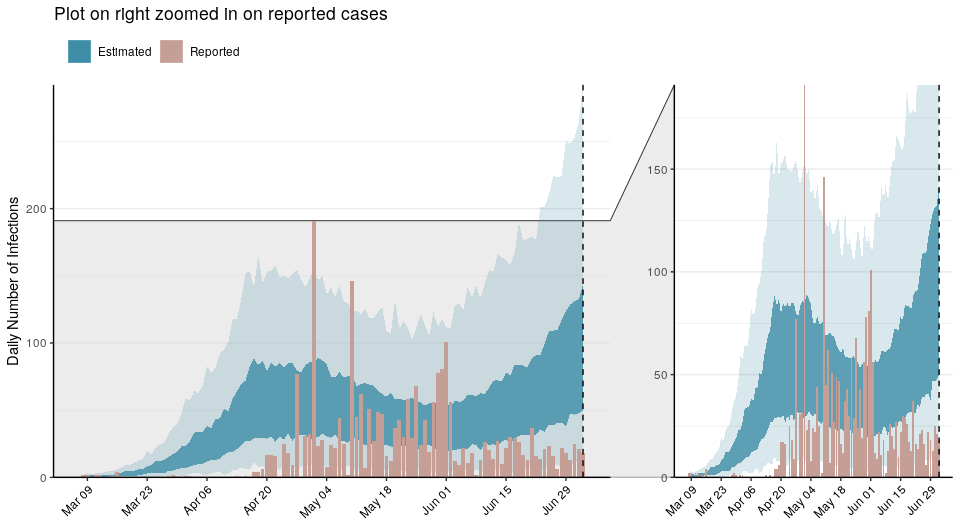 Plot on right zoomed in on reported cases
Estimated Reported
Daily Number of Infections
200
100
0
Mar 09 Mar 23 Apr 06 Apr 20 May 04 May 18 Jun 01 Jun 15 Jun 29
150
100
50
0
Mar 09 Mar 23 Apr 06 Apr 20 May 04 May 18 Jun 01 Jun 15 Jun 29